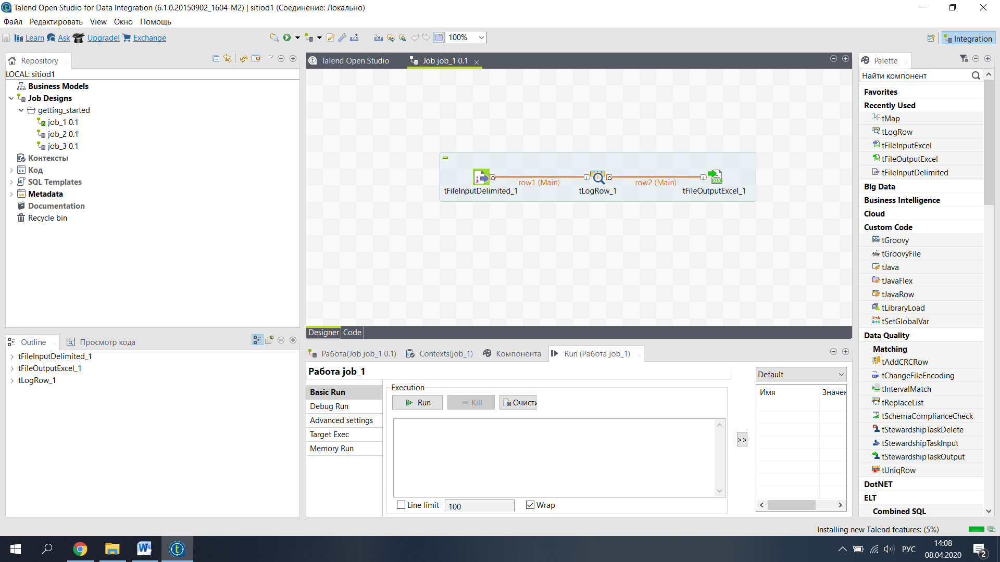 Talend Open Studio for Data Integration (6.1.0.20150902_1604-M2) | sitiod1 (Соединение: Локально)
Файл Редактировать View Окно Помощь
Learn Ask Upgrade! Exchange
100%
Integration
Repository
LOCAL: sitiod1
Business Models
Job Designs
getting_started
job_1 0.1
job_2 0.1
job_3 0.1
Контексты
Код
SQL Templates
Metadata
Documentation
Recycle bin
Outline
Просмотр кода
tFileInputDelimited_1
tFileOutputExcel_1
tLogRow_1
Talend Open Studio
Job job_1 0.1
row1 (Main)
row2 (Main)
tFileInputDelimited_1
tLogRow_1
XLS
tFileOutputExcel_1
Designer Code
Работа(Job job_1 0.1)
Contexts(job_1)
Компонента
Run (Работа job_1)
Работа job_1
Basic Run
Debug Run
Advanced settings
Target Exec
Memory Run
Execution
Run
Kill
Очисти
Line limit
100
Wrap
>>
Default
Имя
Значен
Palette
Найти компонент
Favorites
Recently Used
tMap
tLogRow
tFileInputExcel
tFileOutputExcel
tFileInputDelimited
Big Data
Business Intelligence
Cloud
Custom Code
tGroovy
tGroovyFile
tJava
tJavaFlex
tJavaRow
tLibraryLoad
tSetGlobalVar
Data Quality
Matching
tAddCRCRow
tChangeFileEncoding
tIntervalMatch
tReplaceList
tSchemaComplianceCheck
tStewardshipTaskDelete
tStewardshipTaskInput
tStewardshipTaskOutput
tUniqRow
DotNET
ELT
Combined SQL
Installing new Talend features: (5%)
РУС
14:08
08.04.2020
2